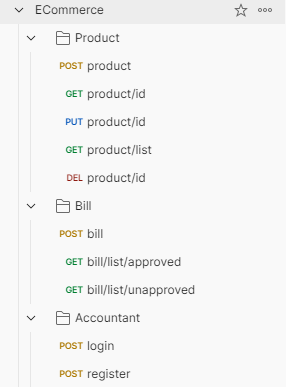 ECommerce
Product
POST product
GET product/id
PUT product/id
GET product/list
DEL product/id
Bill
POST bill
GET bill/list/approved
GET bill/list/unapproved
Accountant
POST login
POST register